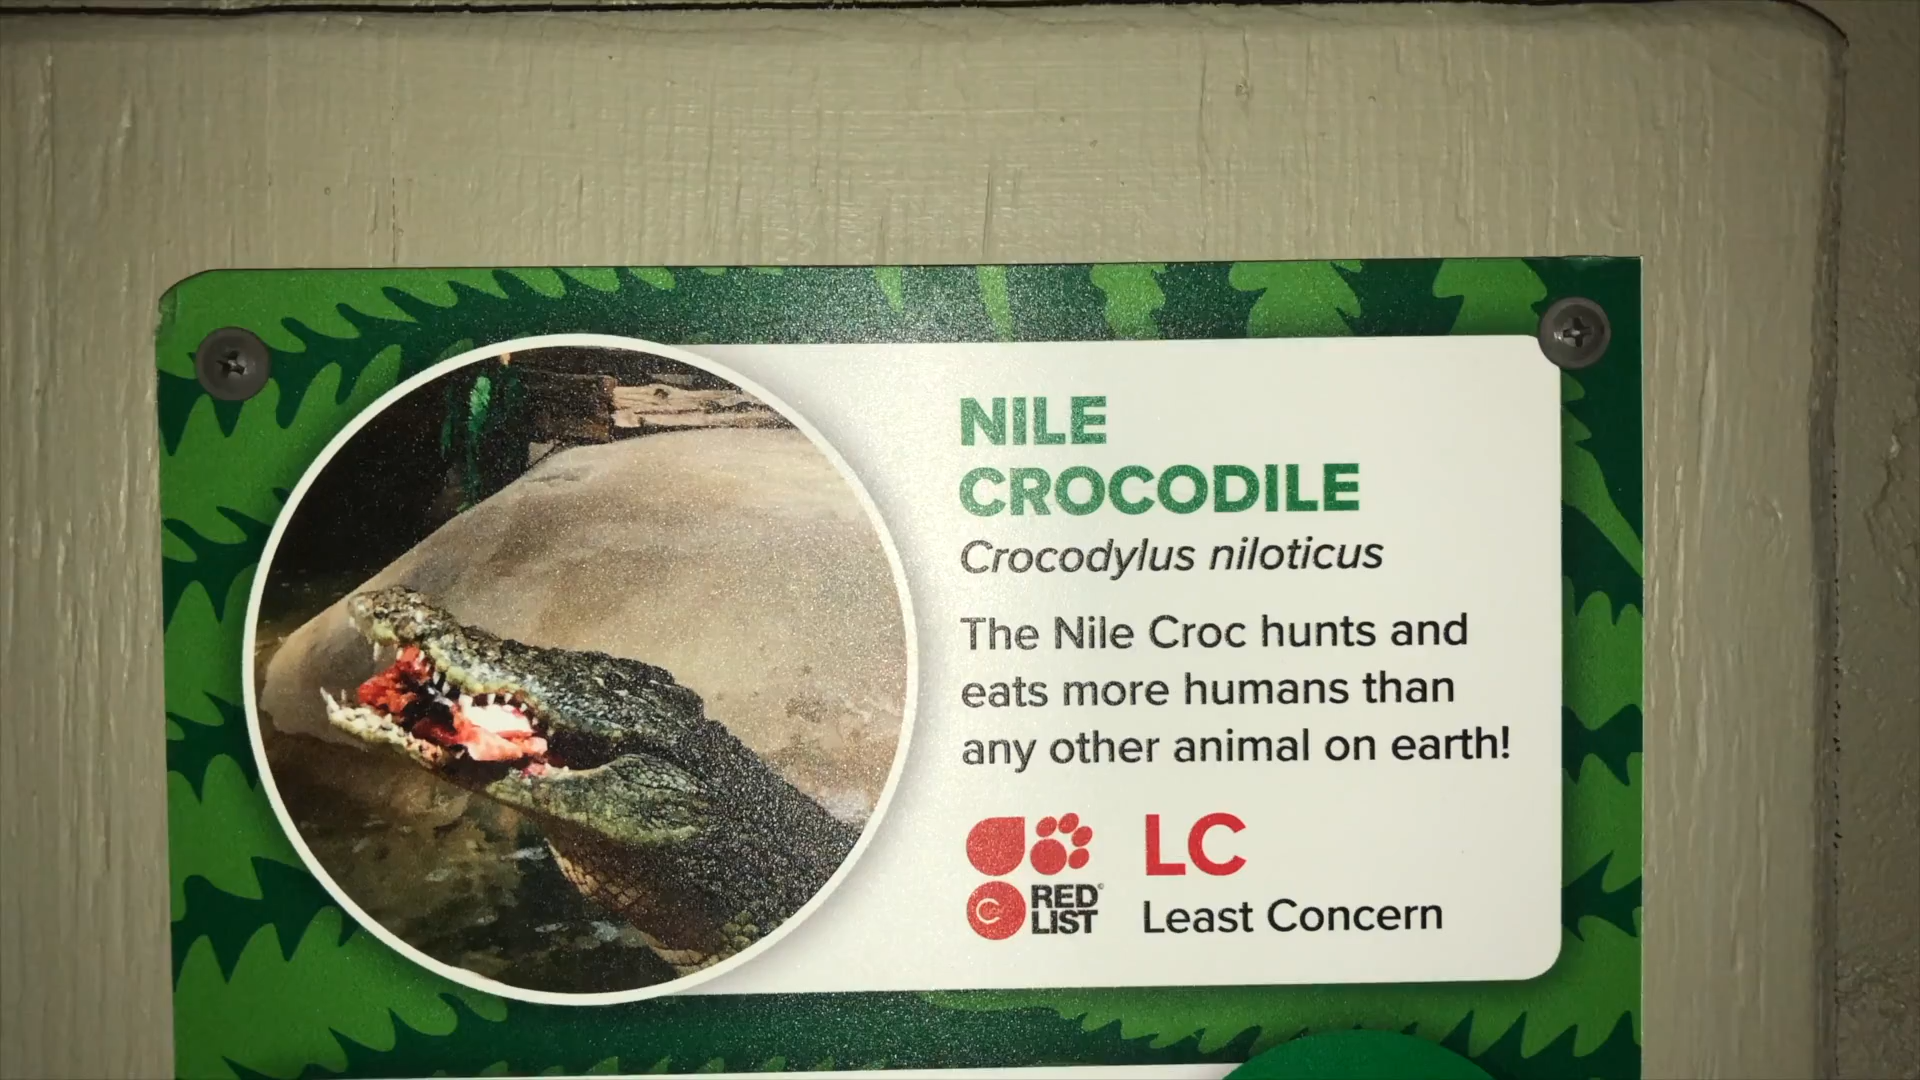 NILE
CROCODILE
Crocodylus niloticus
The Nile Croc hunts and
eats more humans than
any other animal on earth!
RED
LIST
LC
Least Concern